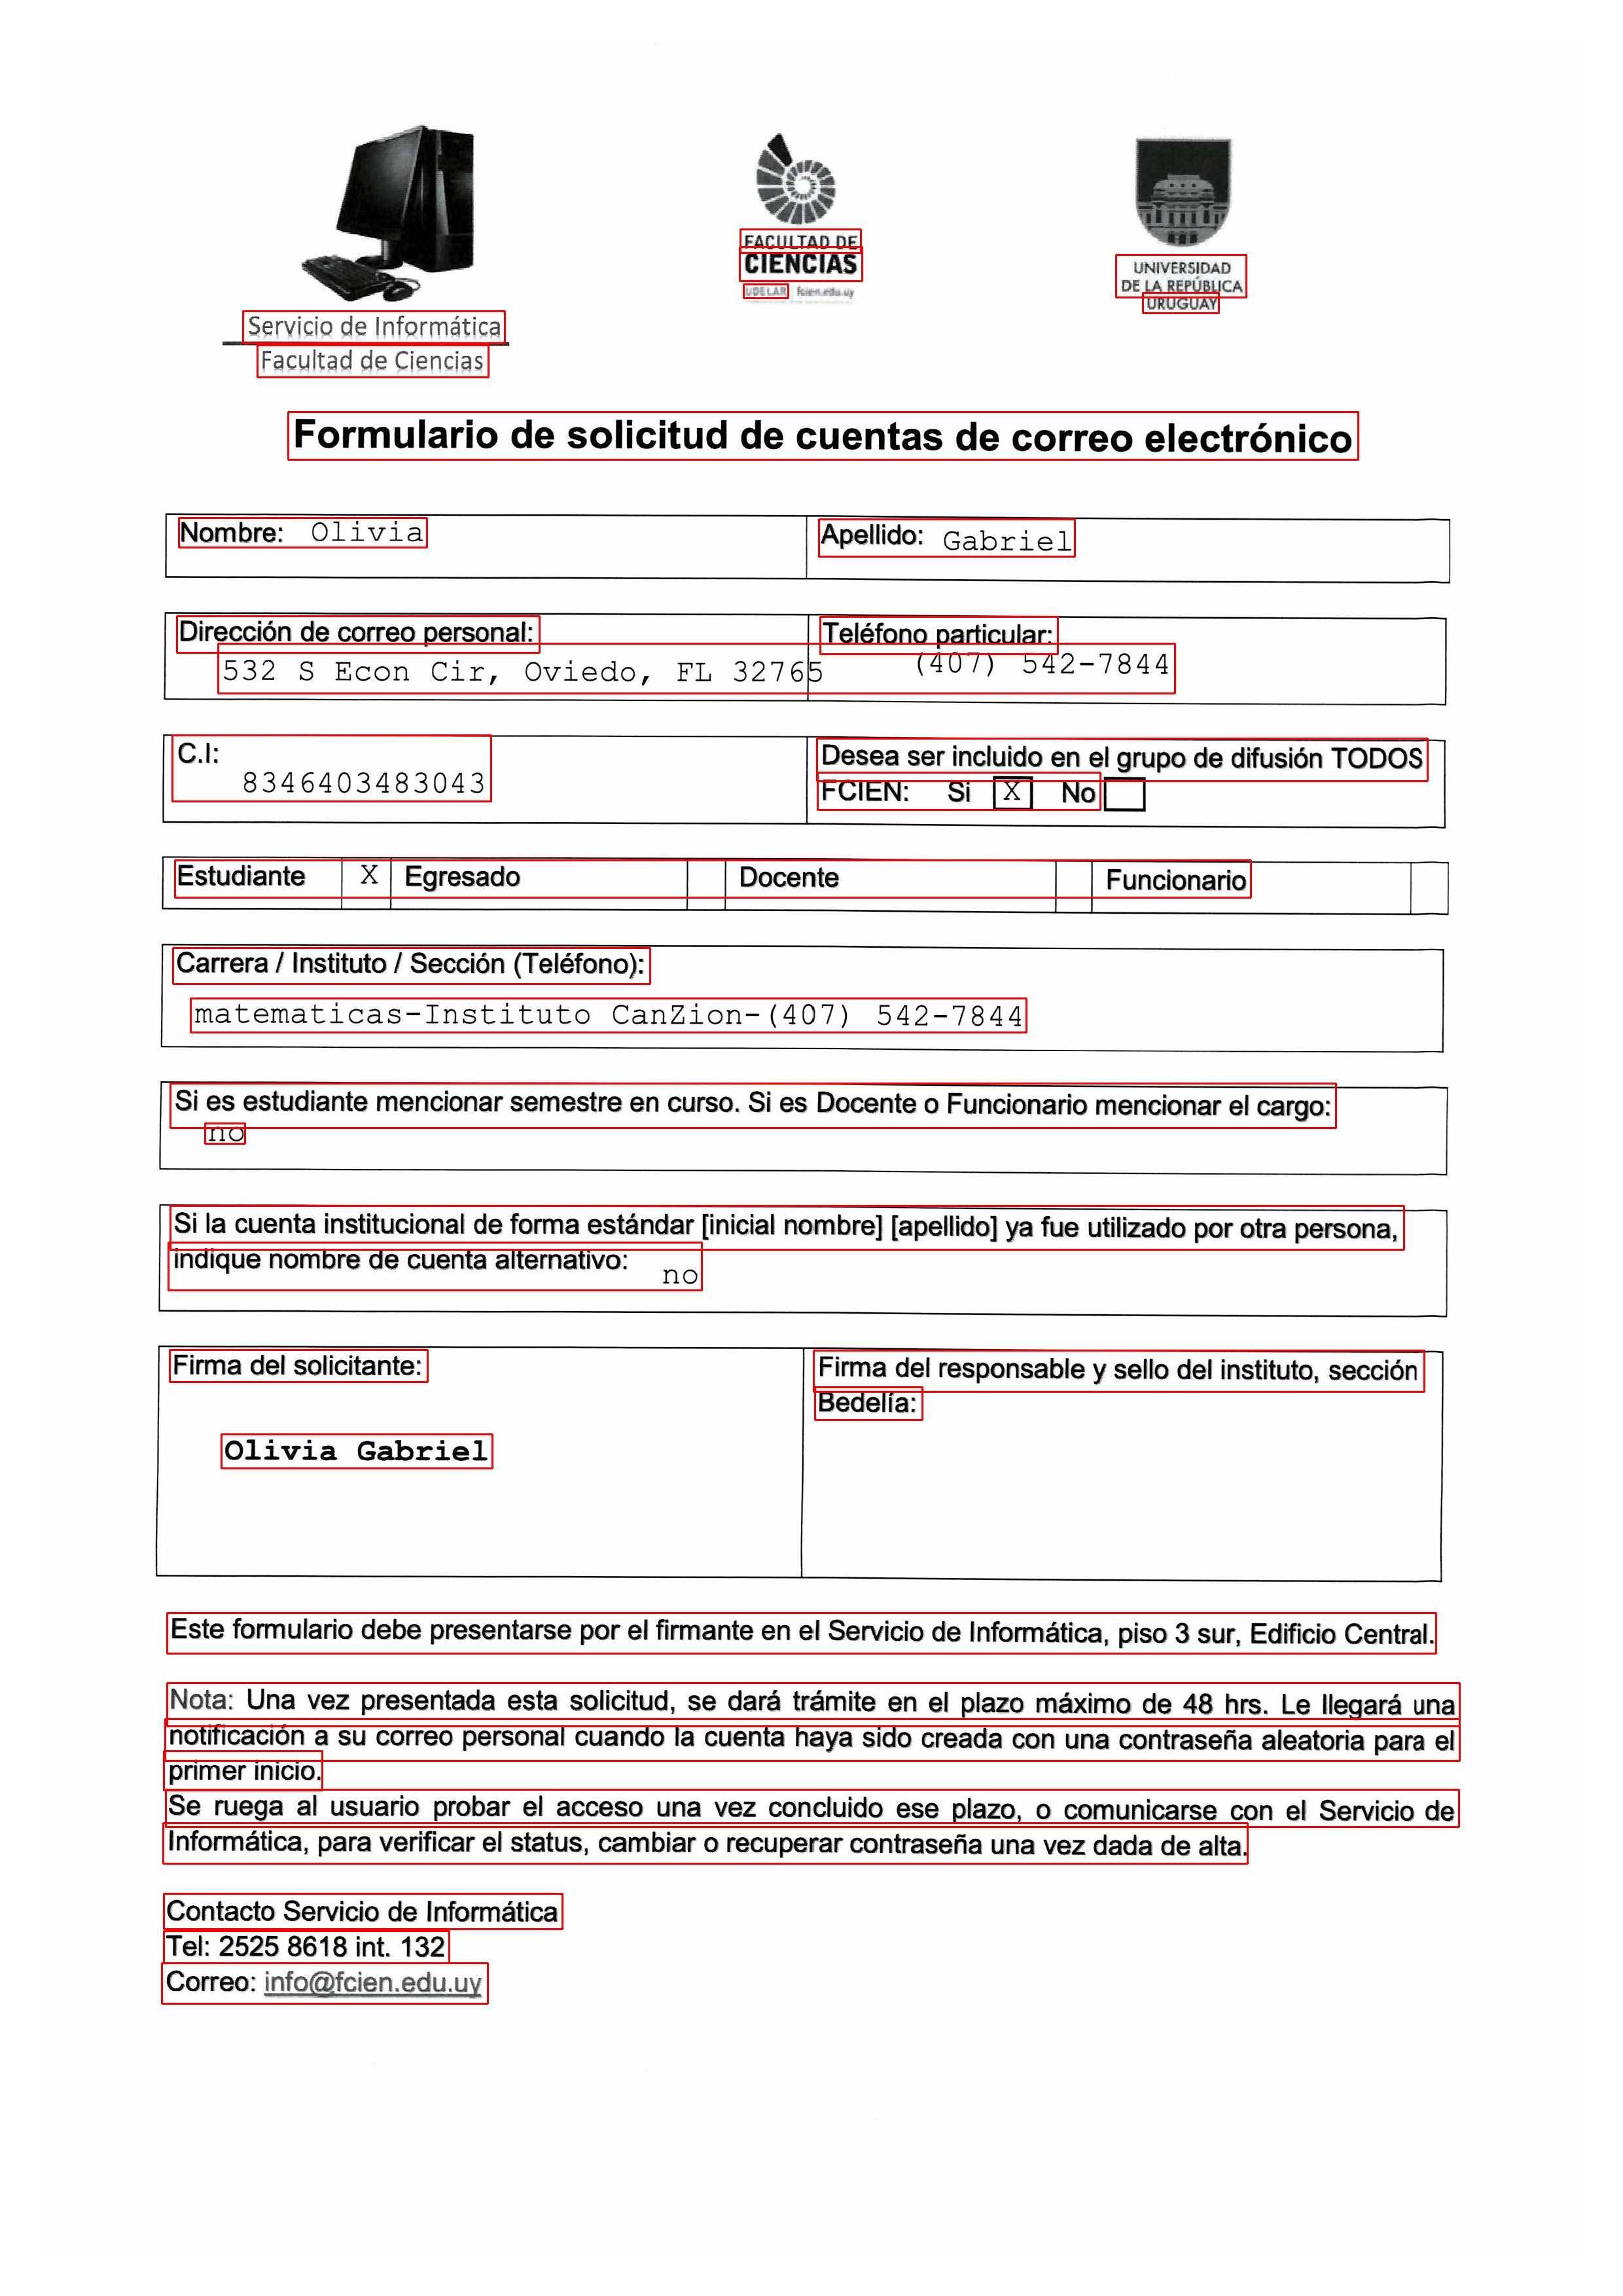 FACULTAD DE
CIENCIAS
UDELAR fcien.edu.uy
UNIVERSIDAD
DE LA REPÚBLICA
URUGUAY
Servicio de Informática
Facultad de Ciencias
Formulario de solicitud de cuentas de correo electrónico
Nombre: Olivia
Apellido: Gabriel
Dirección de correo personal:
532 S Econ Cir, Oviedo, FL 32765
Teléfono particular:
(407) 542-7844
C.I:
8346403483043
Desea ser incluido en el grupo de difusión TODOS
FCIEN: Si X No
Estudiante X Egresado Docente Funcionario
Carrera / Instituto / Sección (Teléfono):
matematicas-Instituto CanZion-(407) 542-7844
Si es estudiante mencionar semestre en curso. Si es Docente o Funcionario mencionar el cargo:
no
Si la cuenta institucional de forma estándar [inicial nombre] [apellido] ya fue utilizado por otra persona,
indique nombre de cuenta alternativo: no
Firma del solicitante:
Olivia Gabriel
Firma del responsable y sello del instituto, sección
Bedelía:
Este formulario debe presentarse por el firmante en el Servicio de Informática, piso 3 sur, Edificio Central.
Nota: Una vez presentada esta solicitud, se dará trámite en el plazo máximo de 48 hrs. Le llegará una
notificación a su correo personal cuando la cuenta haya sido creada con una contraseña aleatoria para el
primer inicio.
Se ruega al usuario probar el acceso una vez concluido ese plazo, o comunicarse con el Servicio de
Informática, para verificar el status, cambiar o recuperar contraseña una vez dada de alta.
Contacto Servicio de Informática
Tel: 2525 8618 int. 132
Correo: info@fcien.edu.uy